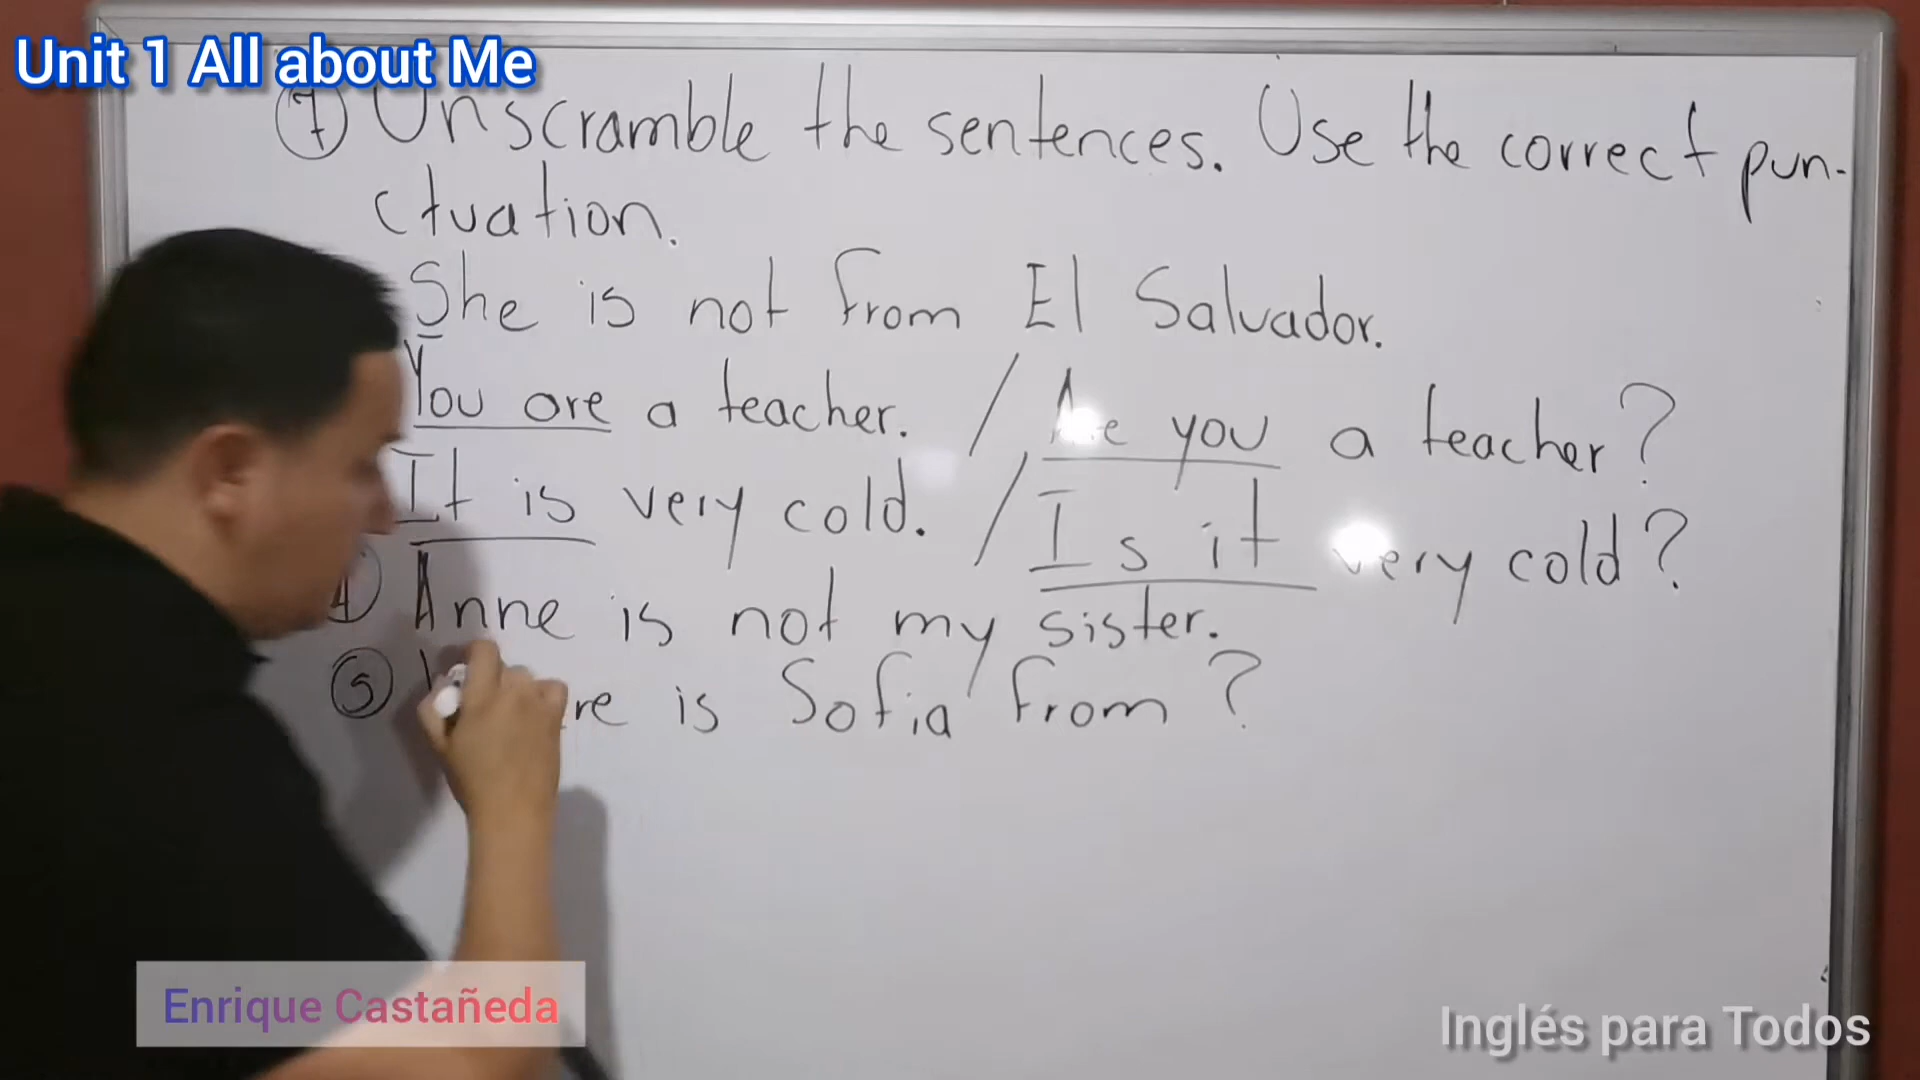 Unit 1 All about Me
7 Unscramble the sentences. Use the correct pun-
ctuation.
She is not from El Salvador.
You are a teacher. / Are you a teacher?
It is very cold. / Is it very cold?
4 Anne is not my sister.
5 is Sofia from?
Enrique Castañeda
Inglés para Todos